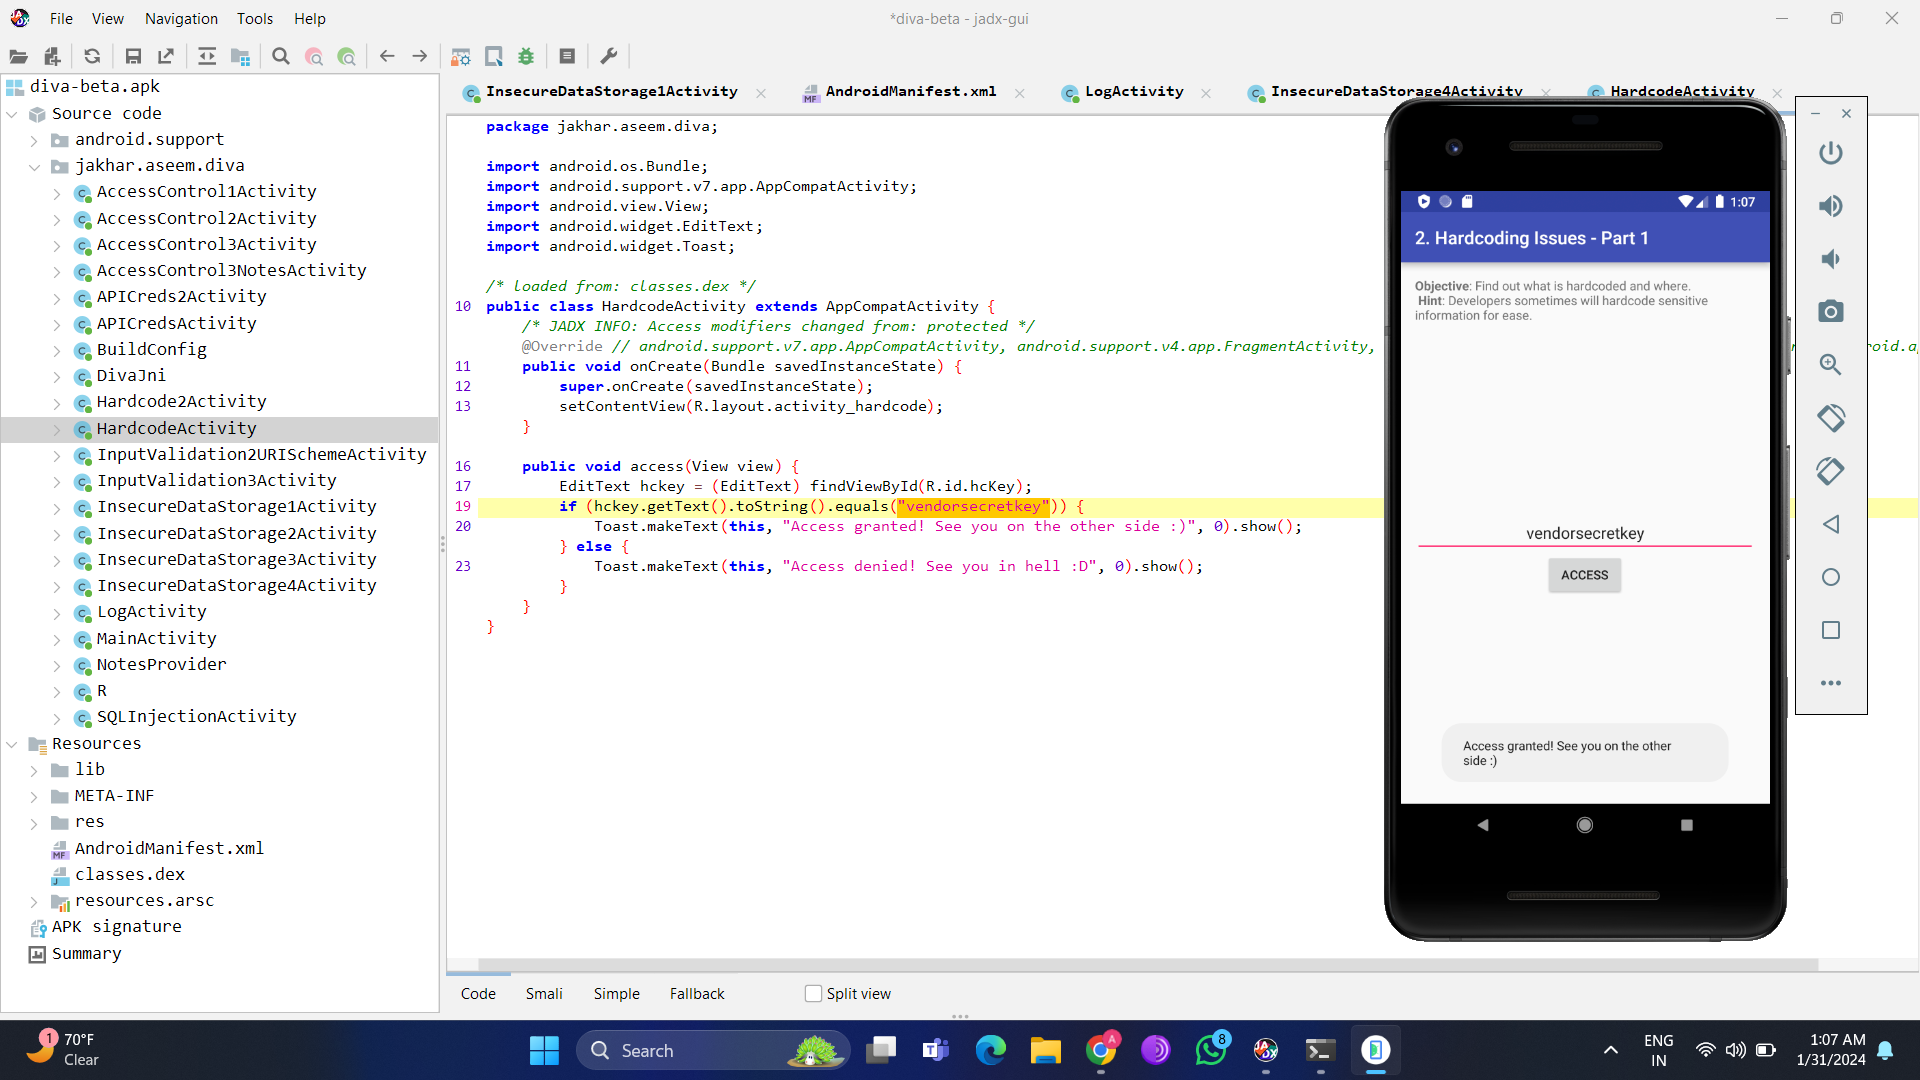 File View Navigation Tools Help
*diva-beta - jadx-gui
diva-beta.apk
Source code
android.support
jakhar.aseem.diva
AccessControl1Activity
AccessControl2Activity
AccessControl3Activity
AccessControl3NotesActivity
APICreds2Activity
APICredsActivity
BuildConfig
DivaJni
Hardcode2Activity
HardcodeActivity
InputValidation2URISchemeActivity
InputValidation3Activity
InsecureDataStorage1Activity
InsecureDataStorage2Activity
InsecureDataStorage3Activity
InsecureDataStorage4Activity
LogActivity
MainActivity
NotesProvider
R
SQLInjectionActivity
Resources
lib
META-INF
res
AndroidManifest.xml
classes.dex
resources.arsc
APK signature
Summary
InsecureDataStorage1Activity AndroidManifest.xml LogActivity InsecureDataStorage4Activity HardcodeActivity
package jakhar.aseem.diva;
import android.os.Bundle;
import android.support.v7.app.AppCompatActivity;
import android.view.View;
import android.widget.EditText;
import android.widget.Toast;
/* loaded from: classes.dex */
10 public class HardcodeActivity extends AppCompatActivity {
/* JADX INFO: Access modifiers changed from: protected */
@Override // android.support.v7.app.AppCompatActivity, android.support.v4.app.FragmentActivity,
11 public void onCreate(Bundle savedInstanceState) {
12 super.onCreate(savedInstanceState);
13 setContentView(R.layout.activity_hardcode);
}
16 public void access(View view) {
17 EditText hckey = (EditText) findViewById(R.id.hcKey);
19 if (hckey.getText().toString().equals("vendorsecretkey")) {
20 Toast.makeText(this, "Access granted! See you on the other side :)", 0).show();
} else {
23 Toast.makeText(this, "Access denied! See you in hell :D", 0).show();
}
}
}
Code Smali Simple Fallback Split view
1:07
2. Hardcoding Issues - Part 1
Objective: Find out what is hardcoded and where.
Hint: Developers sometimes will hardcode sensitive
information for ease.
vendorsecretkey
ACCESS
Access granted! See you on the other
side :)
1
70°F
Clear
Search
A
8
ENG
IN
1:07 AM
1/31/2024